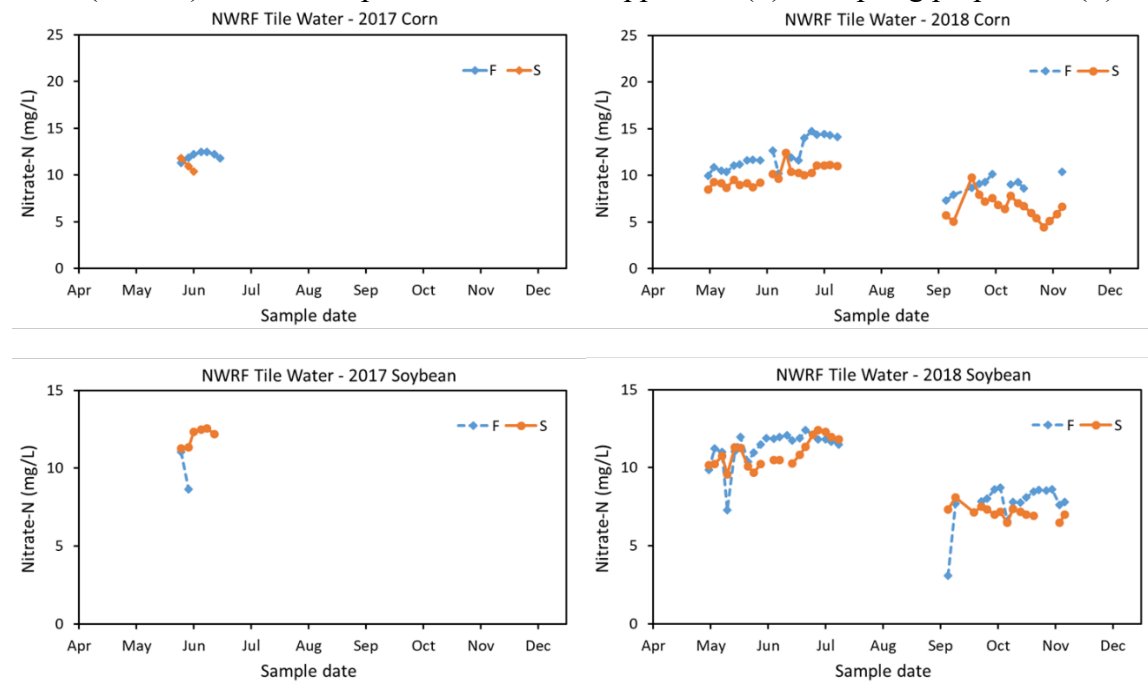 NWRF Tile Water - 2017 Corn
25
20
15
10
5
0
Nitrate-N (mg/L)
F S
Apr May Jun Jul Aug Sep Oct Nov Dec
Sample date
NWRF Tile Water - 2018 Corn
25
20
15
10
5
0
Nitrate-N (mg/L)
F S
Apr May Jun Jul Aug Sep Oct Nov Dec
Sample date
NWRF Tile Water - 2017 Soybean
15
10
5
0
Nitrate-N (mg/L)
F S
Apr May Jun Jul Aug Sep Oct Nov Dec
Sample date
NWRF Tile Water - 2018 Soybean
15
10
5
0
Nitrate-N (mg/L)
F S
Apr May Jun Jul Aug Sep Oct Nov Dec
Sample date